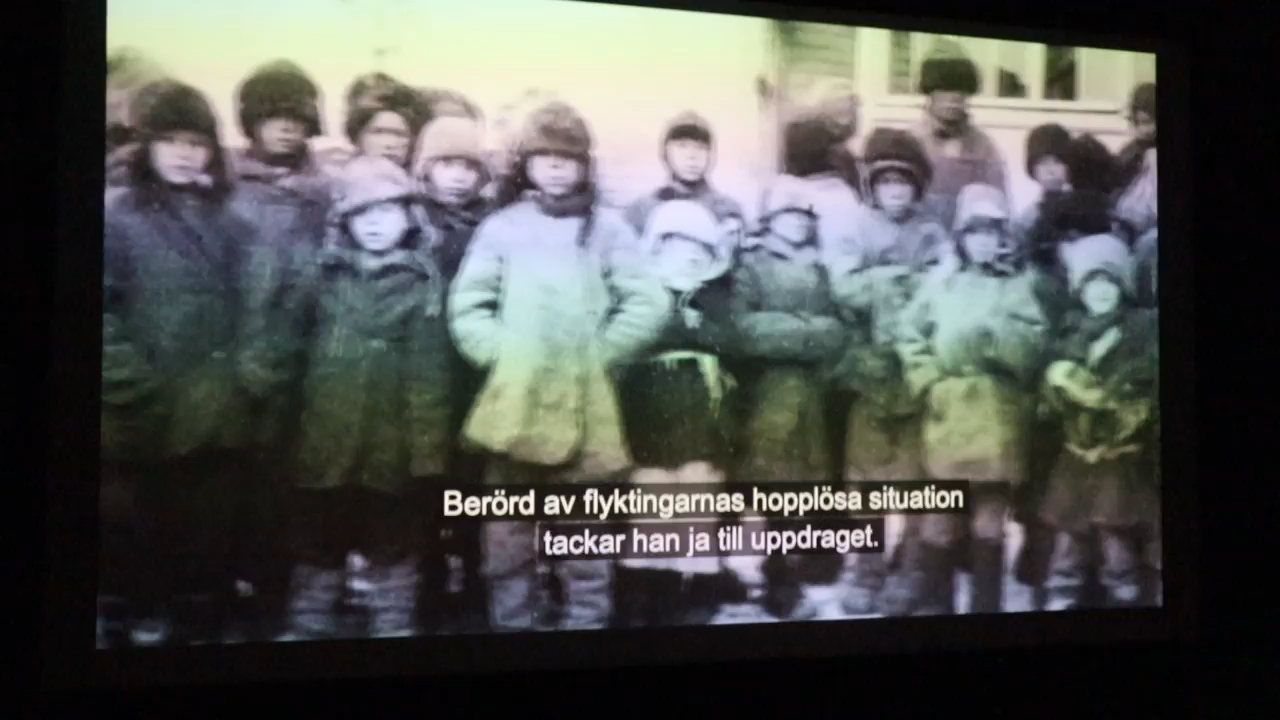 Berörd av flyktingarnas hopplösa situation
tackar han ja till uppdraget.